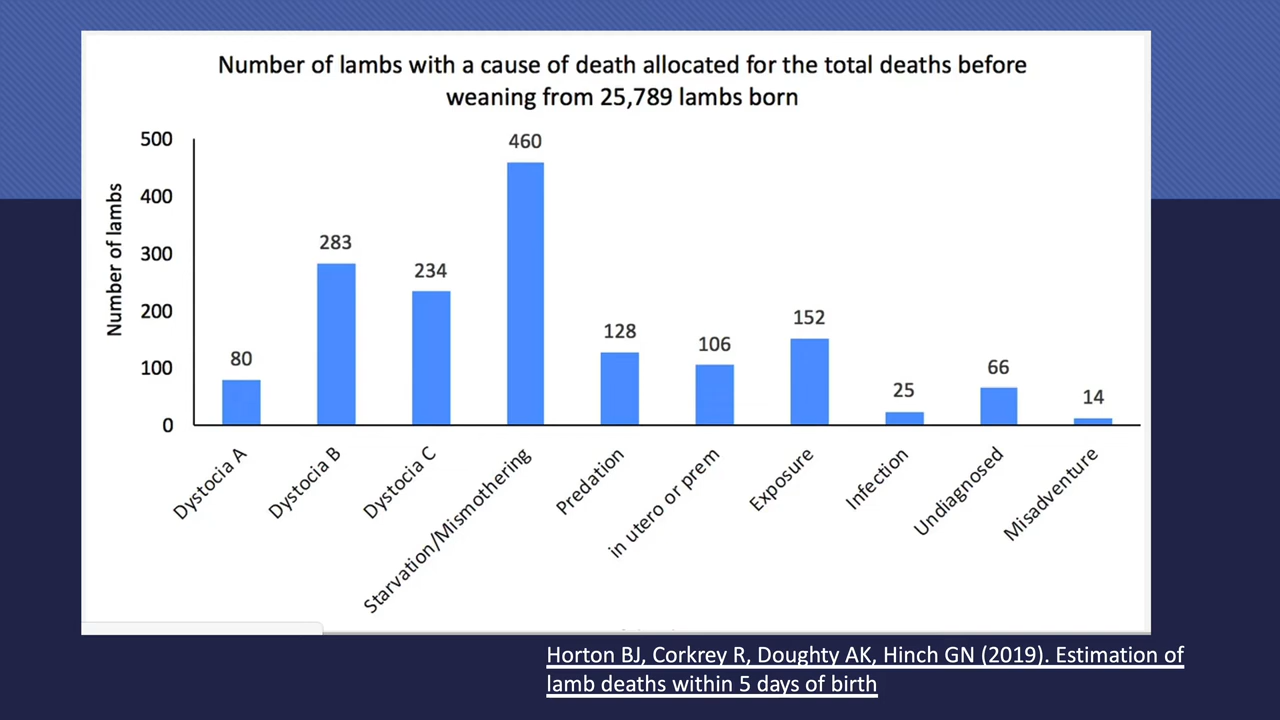 Number of lambs with a cause of death allocated for the total deaths before
weaning from 25,789 lambs born
Number of lambs
500
400
300
200
100
0
80
283
234
460
128
106
152
25
66
14
Dystocia A
Dystocia B
Dystocia C
Starvation/Mismothering
Predation
in utero or prem
Exposure
Infection
Undiagnosed
Misadventure
Horton BJ, Corkrey R, Doughty AK, Hinch GN (2019). Estimation of
lamb deaths within 5 days of birth